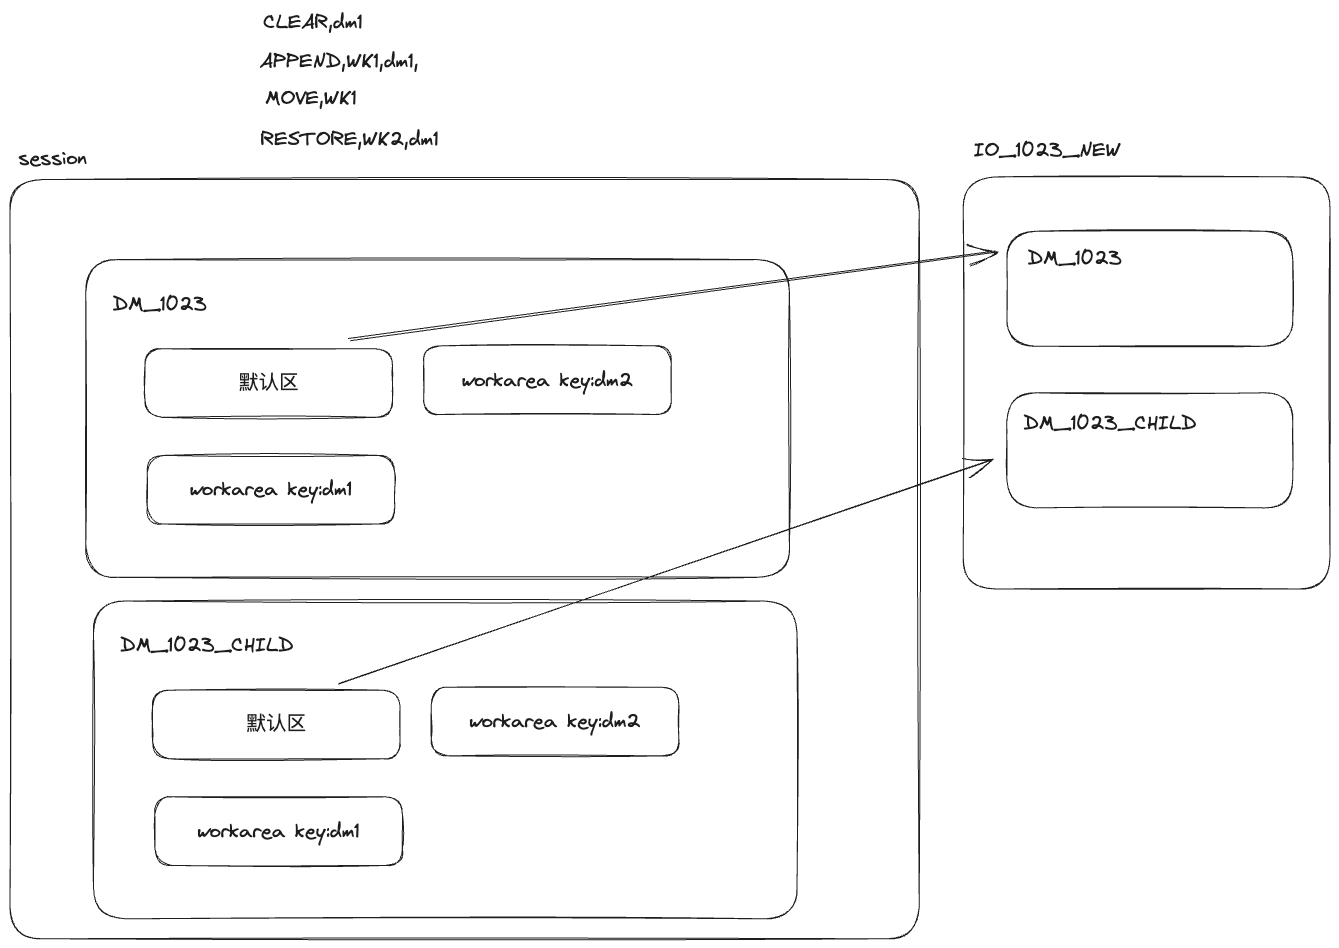 CLEAR,dm1
APPEND,WK1,dm1,
MOVE,WK1
RESTORE,WK2,dm1
session
IO_1023_NEW
DM_1023
DM_1023
默认区
workarea key:dm2
workarea key:dm1
DM_1023_CHILD
DM_1023_CHILD
默认区
workarea key:dm2
workarea key:dm1